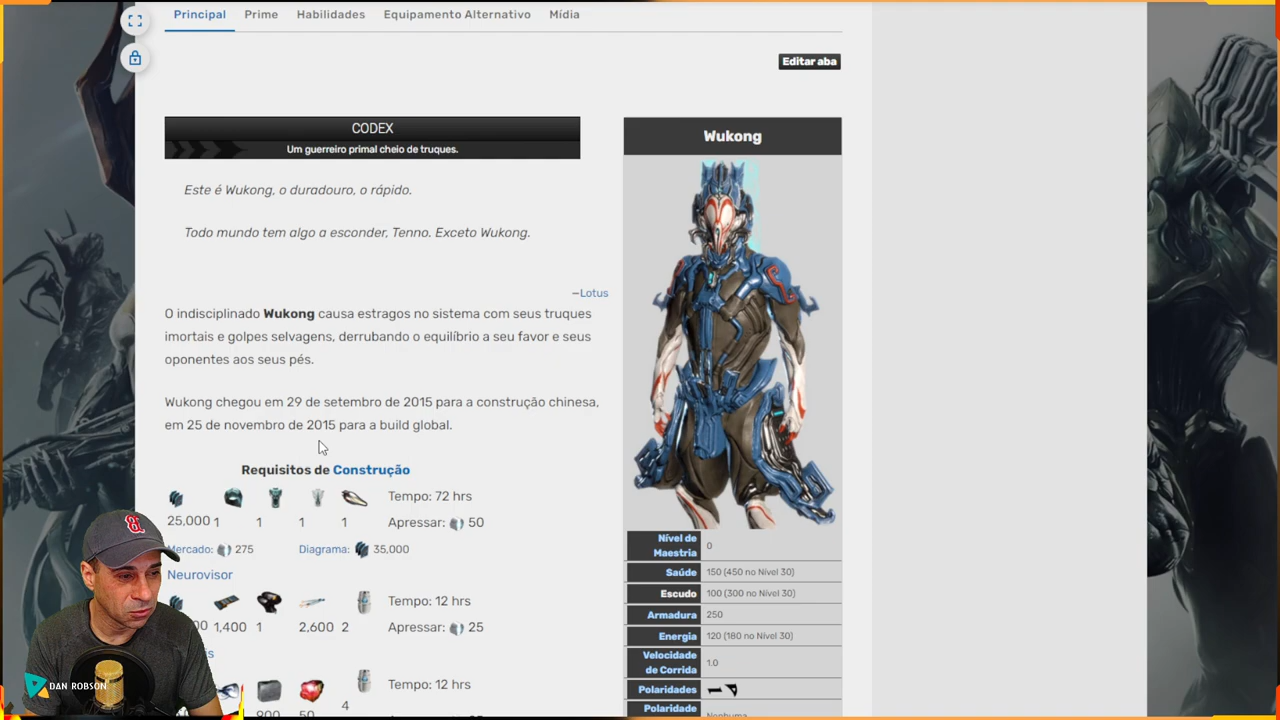 Principal Prime Habilidades Equipamento Alternativo Mídia
Editar aba
CODEX
Um guerreiro primal cheio de truques.
Este é Wukong, o duradouro, o rápido.
Todo mundo tem algo a esconder, Tenno. Exceto Wukong.
—Lotus
O indisciplinado Wukong causa estragos no sistema com seus truques
imortais e golpes selvagens, derrubando o equilíbrio a seu favor e seus
oponentes aos seus pés.
Wukong chegou em 29 de setembro de 2015 para a construção chinesa,
em 25 de novembro de 2015 para a build global.
Requisitos de Construção
Tempo: 72 hrs
25,000 1 1 1 1 Apressar: 50
Mercado: 275 Diagrama: 35,000
Neurovisor
Tempo: 12 hrs
1,400 1 2,600 2 Apressar: 25
Tempo: 12 hrs
4
Wukong
Nível de Maestria 0
Saúde 150 (450 no Nível 30)
Escudo 100 (300 no Nível 30)
Armadura 250
Energia 120 (180 no Nível 30)
Velocidade de Corrida 1.0
Polaridades
Polaridade Nenhuma
DAN ROBSON
B